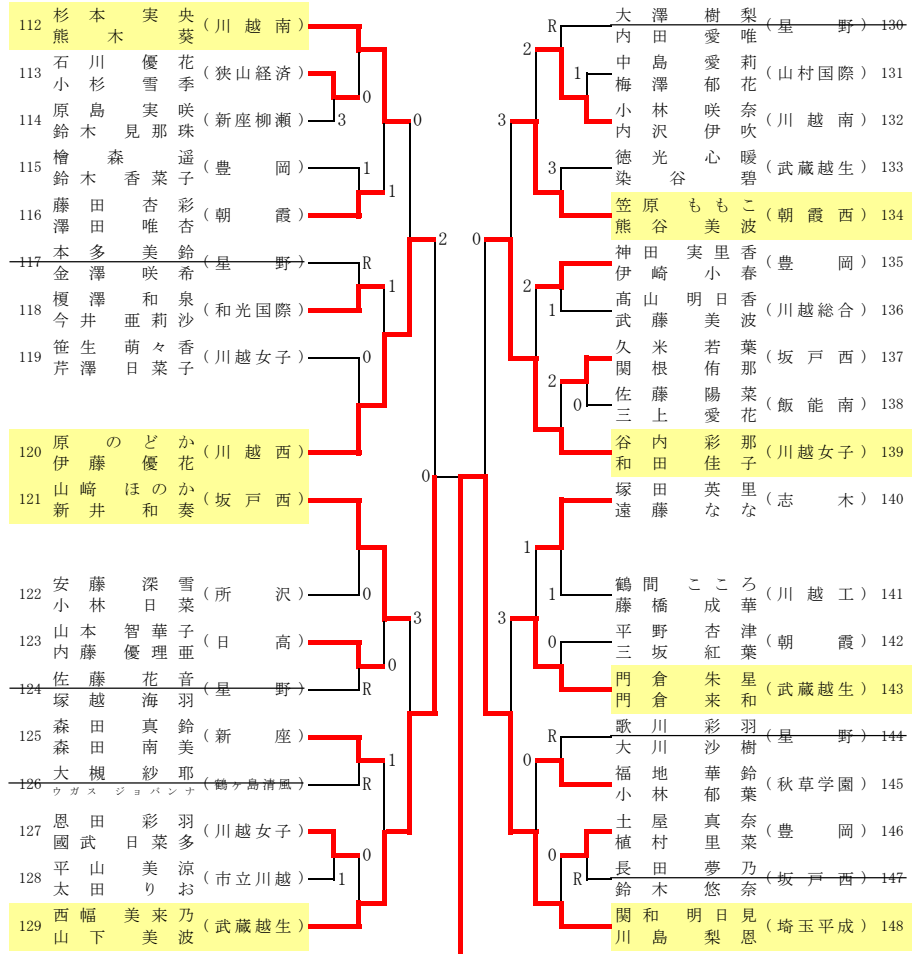 112 杉本実央 (川越南)
熊木葵
113 石川優花 (狭山経済)
小杉雪季
0
114 原島実咲 (新座柳瀬)
鈴木見那珠
3
0
115 檜森遥 (豊岡)
鈴木香菜子
1
1
116 藤田杏彩 (朝霞)
澤田唯杏
2
117 本多美鈴 (星野)
金澤咲希
R
1
118 榎澤和泉 (和光国際)
今井亜莉沙
119 笹生萌々香 (川越女子)
芹澤日菜子
0
120 原のどか (川越西)
伊藤優花
0
121 山﨑ほのか (坂戸西)
新井和奏
122 安藤深雪 (所沢)
小林日菜
0
3
123 山本智華子 (日高)
内藤優理亜
0
124 佐藤花音 (星野)
塚越海羽
R
125 森田真鈴 (新座)
森田南美
1
126 大槻紗耶 (鶴ヶ島清風)
ウガス ジョバンナ
R
127 恩田彩羽 (川越女子)
國武日菜多
0
128 平山美涼 (市立川越)
太田りお
1
129 西幅美来乃 (武蔵越生)
山下美波
R
大澤樹梨 (星野) 130
内田愛唯
2
1
中島愛莉 (山村国際) 131
梅澤郁花
小林咲奈 (川越南) 132
内沢伊吹
3
3
徳光心暖 (武蔵越生) 133
染谷碧
笠原ももこ (朝霞西) 134
熊谷美波
0
神田実里香 (豊岡) 135
伊崎小春
2
1
髙山明日香 (川越総合) 136
武藤美波
久米若葉 (坂戸西) 137
関根侑那
2
0
佐藤陽菜 (飯能南) 138
三上愛花
谷内彩那 (川越女子) 139
和田佳子
塚田英里 (志木) 140
遠藤なな
1
1
鶴間こころ (川越工) 141
藤橋成華
3
0
平野杏津 (朝霞) 142
三坂紅葉
門倉朱星 (武蔵越生) 143
門倉来和
R
歌川彩羽 (星野) 144
大川沙樹
0
福地華鈴 (秋草学園) 145
小林郁葉
土屋真奈 (豊岡) 146
植村里菜
0
R
長田夢乃 (坂戸西) 147
鈴木悠奈
関和明日見 (埼玉平成) 148
川島梨恩